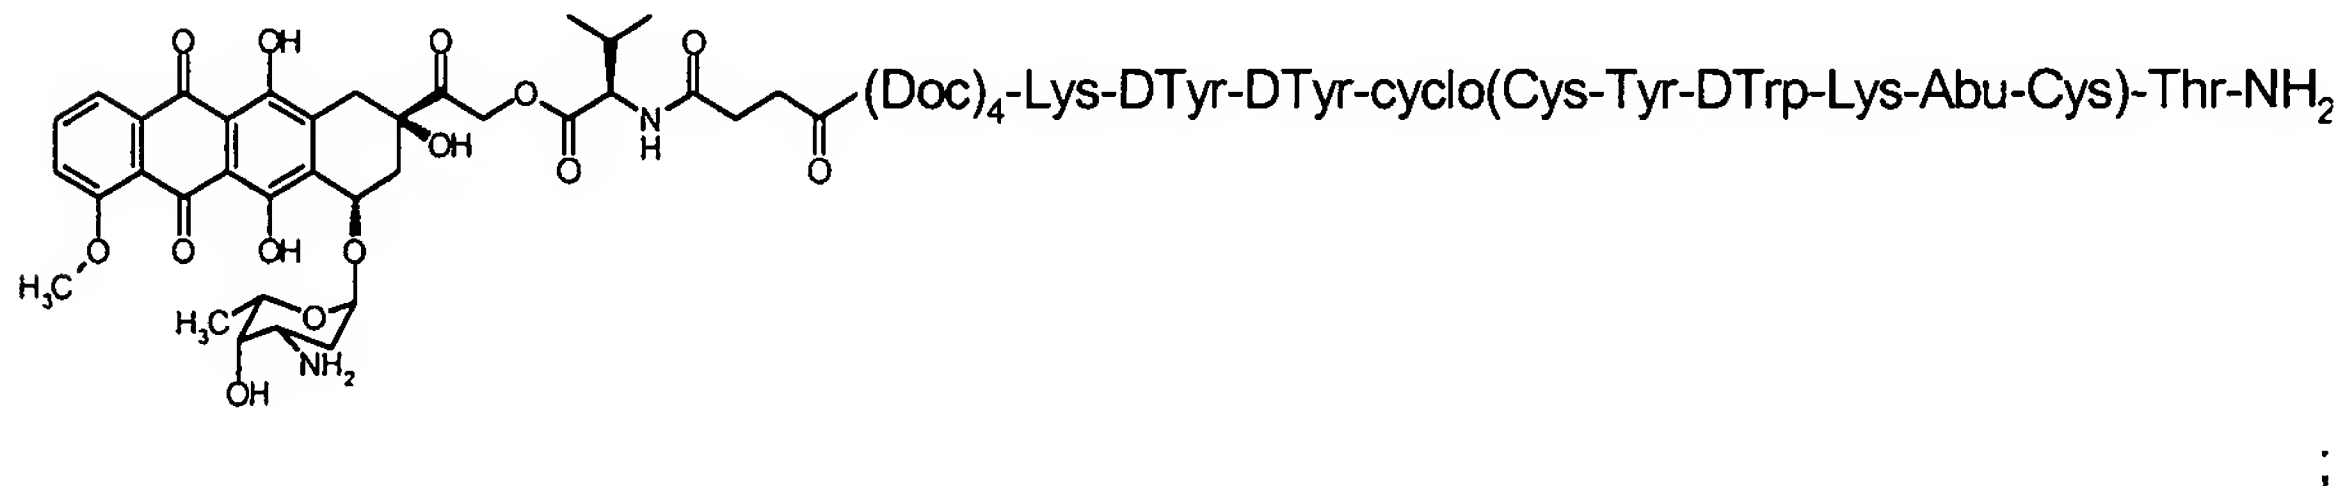 O OH O O
O (Doc)4-Lys-DTyr-DTyr-cyclo(Cys-Tyr-DTrp-Lys-Abu-Cys)-Thr-NH2
OH N
H
O O
O O OH O
H3C
H3C O
NH2
OH
;